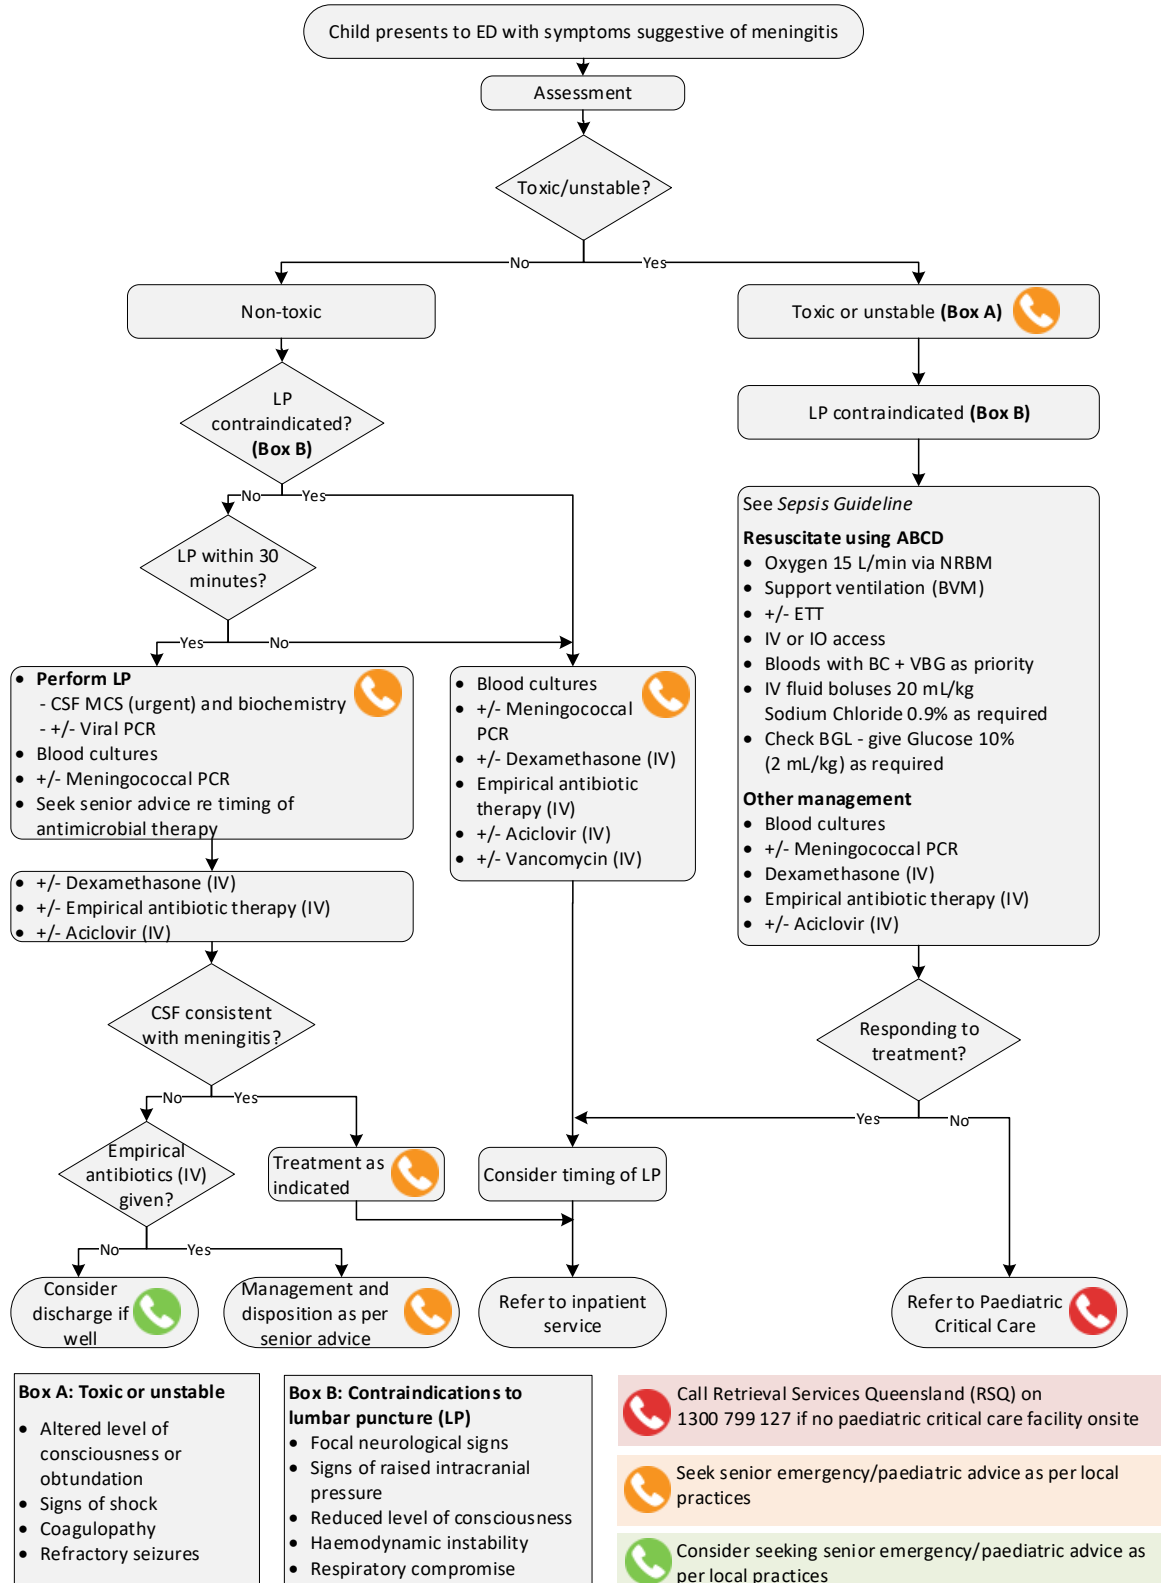 Child presents to ED with symptoms suggestive of meningitis
Assessment
Toxic/unstable?
No
Yes
Non-toxic
Toxic or unstable (Box A)
LP
contraindicated?
(Box B)
LP contraindicated (Box B)
No
Yes
LP within 30
minutes?
Yes
No
• Perform LP
- CSF MCS (urgent) and biochemistry
- +/- Viral PCR
• Blood cultures
• +/- Meningococcal PCR
• Seek senior advice re timing of
antimicrobial therapy
• Blood cultures
• +/- Meningococcal
PCR
• +/- Dexamethasone (IV)
• Empirical antibiotic
therapy (IV)
• +/- Aciclovir (IV)
• +/- Vancomycin (IV)
See Sepsis Guideline
Resuscitate using ABCD
• Oxygen 15 L/min via NRBM
• Support ventilation (BVM)
• +/- ETT
• IV or IO access
• Bloods with BC + VBG as priority
• IV fluid boluses 20 mL/kg
Sodium Chloride 0.9% as required
• Check BGL - give Glucose 10%
(2 mL/kg) as required
Other management
• Blood cultures
• +/- Meningococcal PCR
• Dexamethasone (IV)
• Empirical antibiotic therapy (IV)
• +/- Aciclovir (IV)
• +/- Dexamethasone (IV)
• +/- Empirical antibiotic therapy (IV)
• +/- Aciclovir (IV)
CSF consistent
with meningitis?
Responding to
treatment?
No
Yes
Yes
No
Empirical
antibiotics (IV)
given?
Treatment as
indicated
Consider timing of LP
No
Yes
Consider
discharge if
well
Management and
disposition as per
senior advice
Refer to inpatient
service
Refer to Paediatric
Critical Care
Box A: Toxic or unstable
• Altered level of
consciousness or
obtundation
• Signs of shock
• Coagulopathy
• Refractory seizures
Box B: Contraindications to
lumbar puncture (LP)
• Focal neurological signs
• Signs of raised intracranial
pressure
• Reduced level of consciousness
• Haemodynamic instability
• Respiratory compromise
Call Retrieval Services Queensland (RSQ) on
1300 799 127 if no paediatric critical care facility onsite
Seek senior emergency/paediatric advice as per local
practices
Consider seeking senior emergency/paediatric advice as
per local practices